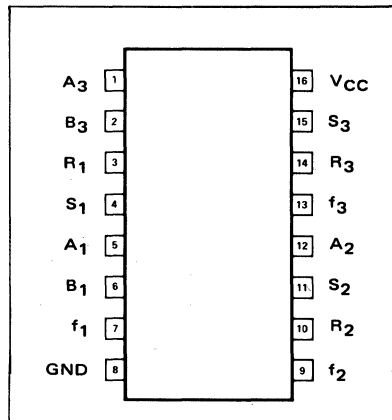 A3 1 16 VCC
B3 2 15 S3
R1 3 14 R3
S1 4 13 f3
A1 5 12 A2
B1 6 11 S2
f1 7 10 R2
GND 8 9 f2